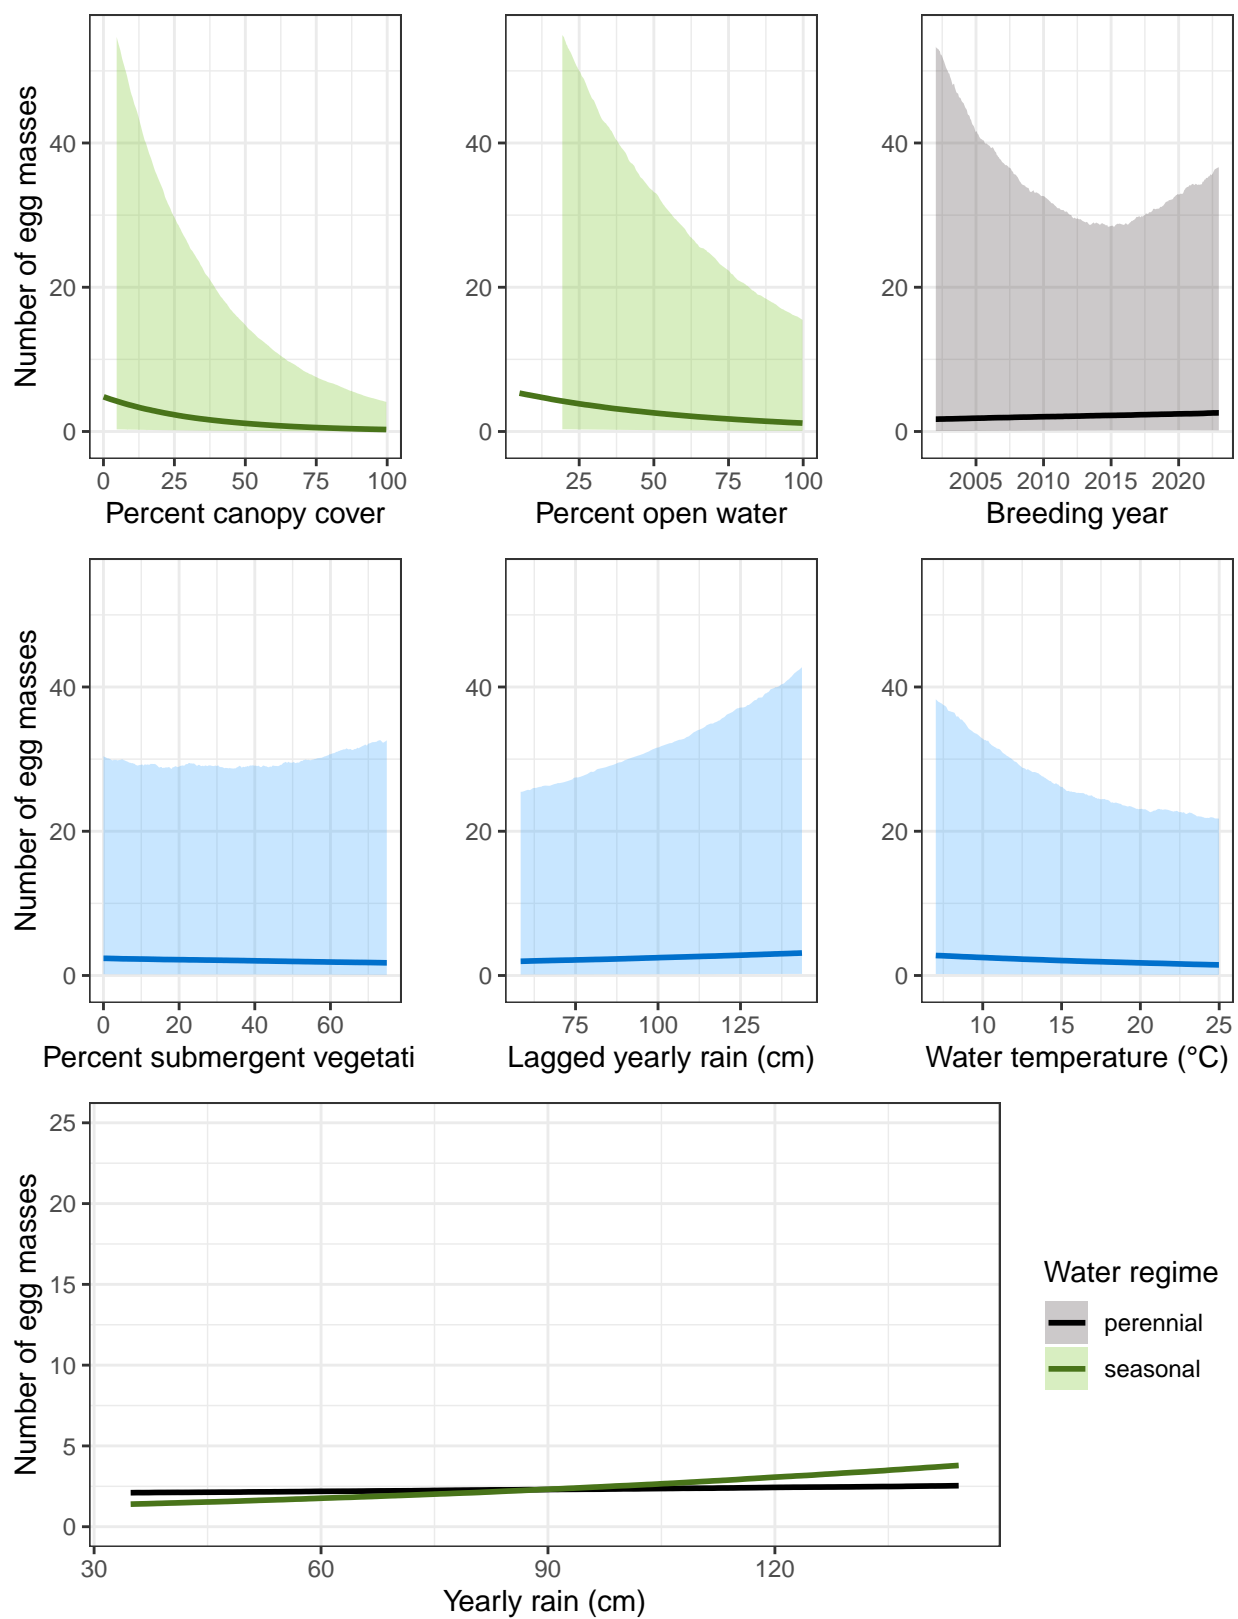 Number of egg masses
40
20
0
0 25 50 75 100
Percent canopy cover
40
20
0
25 50 75 100
Percent open water
40
20
0
2005 2010 2015 2020
Breeding year
Number of egg masses
40
20
0
0 20 40 60
Percent submergent vegetati
40
20
0
75 100 125
Lagged yearly rain (cm)
40
20
0
10 15 20 25
Water temperature (°C)
Number of egg masses
25
20
15
10
5
0
30 60 90 120
Yearly rain (cm)
Water regime
perennial
seasonal